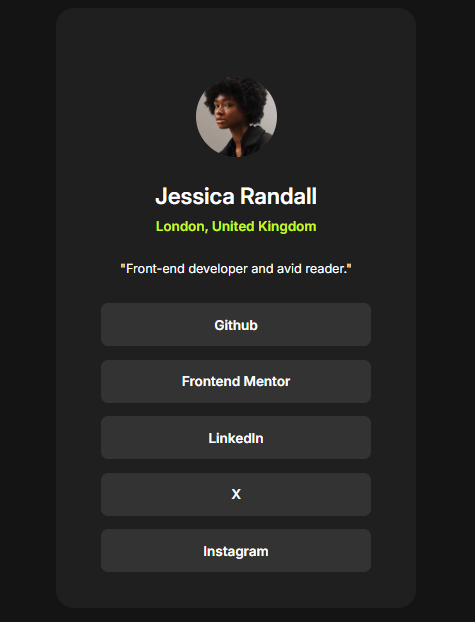 Jessica Randall
London, United Kingdom
"Front-end developer and avid reader."
Github
Frontend Mentor
LinkedIn
X
Instagram